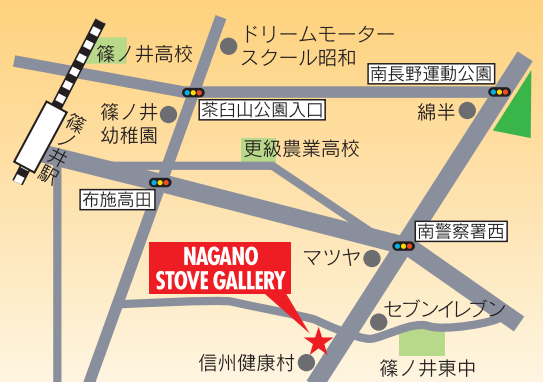 ドリームモーター
スクール昭和
篠ノ井高校
南長野運動公園
茶臼山公園入口
綿半
篠ノ井
幼稚園
篠ノ井駅
更級農業高校
布施高田
南警察署西
NAGANO
STOVE GALLERY
マツヤ
セブンイレブン
信州健康村
篠ノ井東中